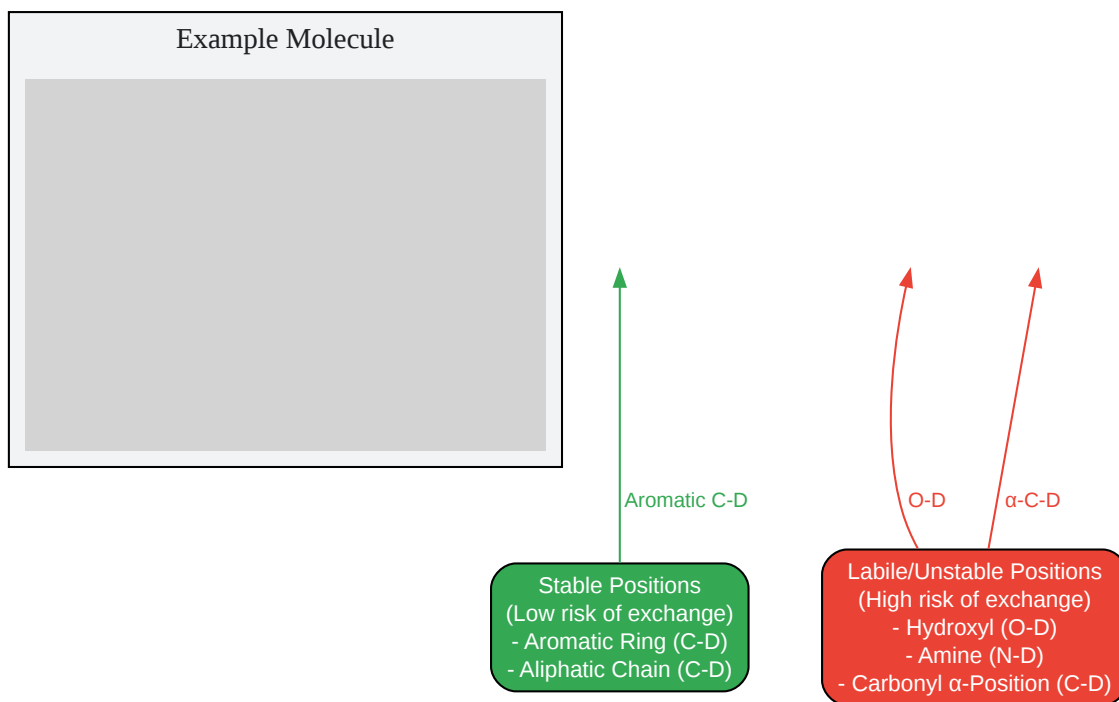 Example Molecule
Aromatic C-D
O-D
α-C-D
Stable Positions
(Low risk of exchange)
- Aromatic Ring (C-D)
- Aliphatic Chain (C-D)
Labile/Unstable Positions
(High risk of exchange)
- Hydroxyl (O-D)
- Amine (N-D)
- Carbonyl α-Position (C-D)